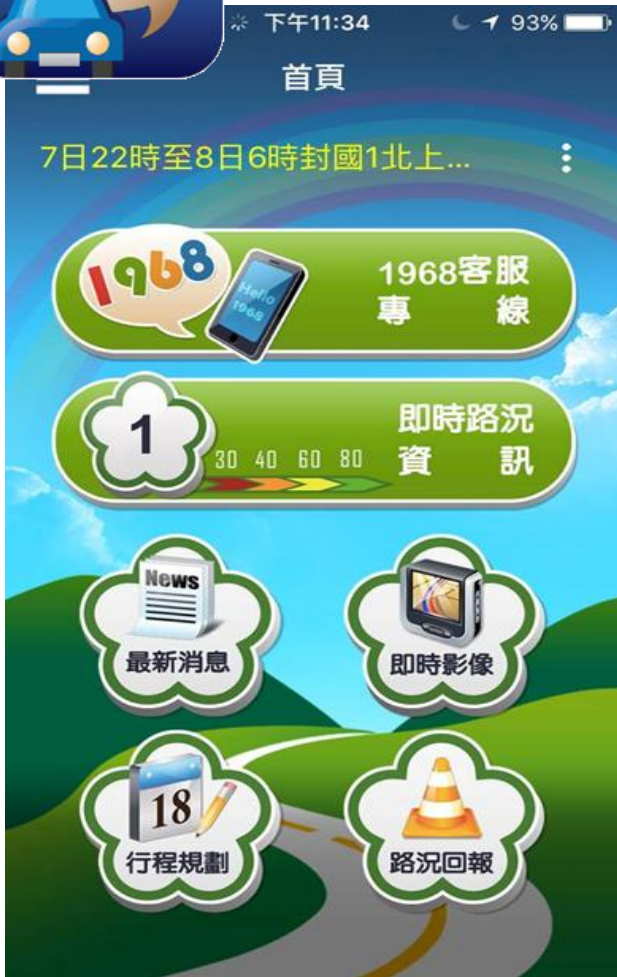 下午11:34 93%
首頁
7日22時至8日6時封國1北上...
1968
Hello
1968
1968客服
專 線
1
30 40 60 80
即時路況
資 訊
News
最新消息
即時影像
18
行程規劃
路況回報